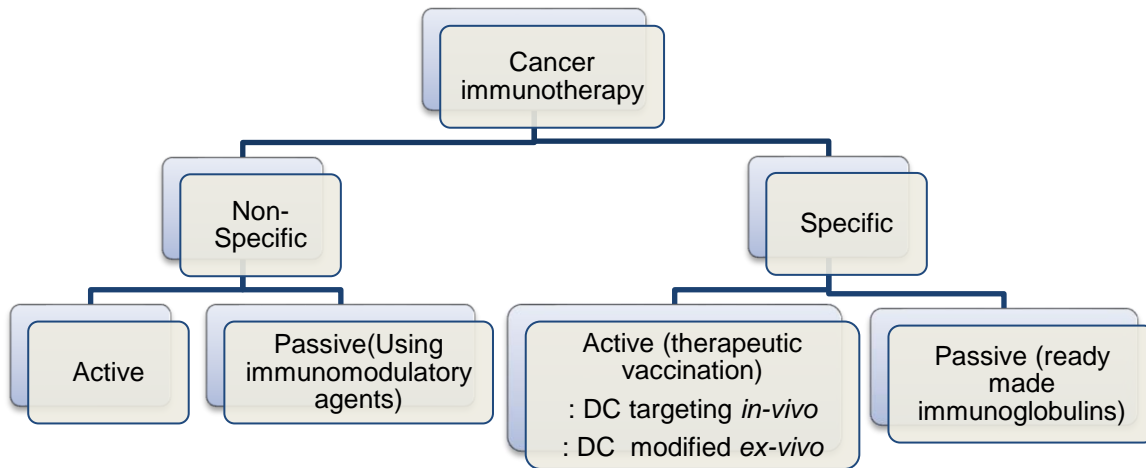 Cancer
immunotherapy
Non-
Specific
Specific
Active
Passive(Using
immunomodulatory
agents)
Active (therapeutic
vaccination)
: DC targeting in-vivo
: DC modified ex-vivo
Passive (ready
made
immunoglobulins)